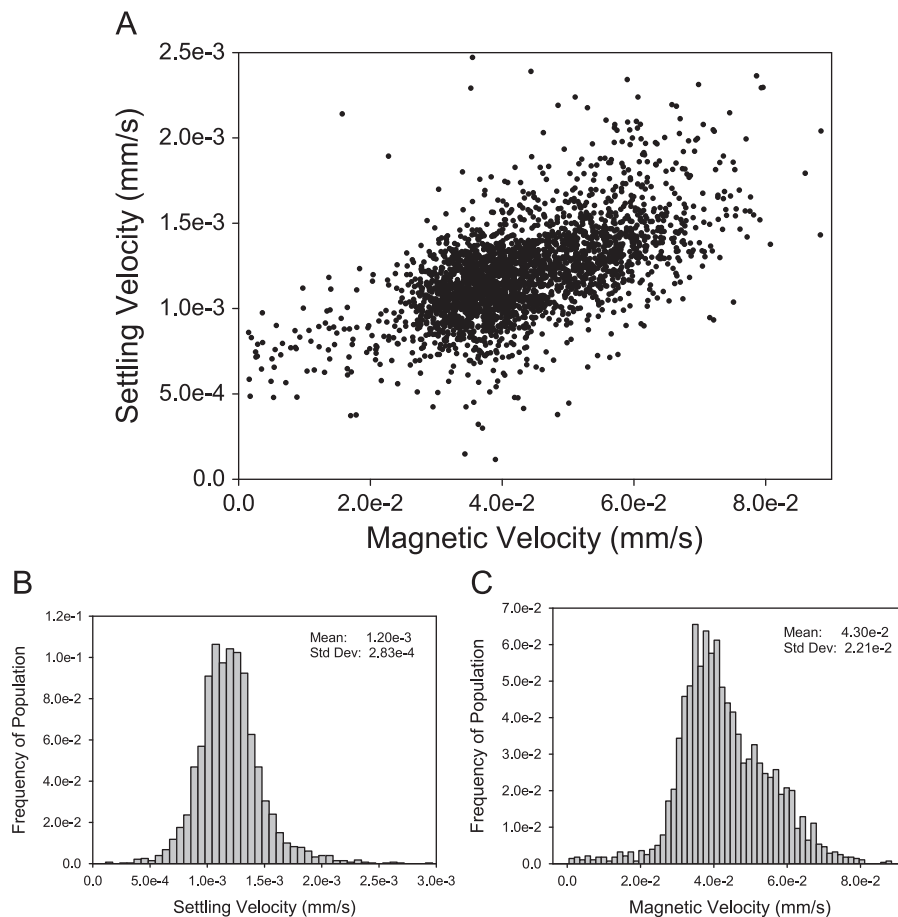 A
2.5e-3
2.0e-3
1.5e-3
1.0e-3
5.0e-4
0.0
Settling Velocity (mm/s)
0.0 2.0e-2 4.0e-2 6.0e-2 8.0e-2
Magnetic Velocity (mm/s)
B
1.2e-1
1.0e-1
8.0e-2
6.0e-2
4.0e-2
2.0e-2
0.0
Frequency of Population
Mean: 1.20e-3
Std Dev: 2.83e-4
0.0 5.0e-4 1.0e-3 1.5e-3 2.0e-3 2.5e-3 3.0e-3
Settling Velocity (mm/s)
C
7.0e-2
6.0e-2
5.0e-2
4.0e-2
3.0e-2
2.0e-2
1.0e-2
0.0
Frequency of Population
Mean: 4.30e-2
Std Dev: 2.21e-2
0.0 2.0e-2 4.0e-2 6.0e-2 8.0e-2
Magnetic Velocity (mm/s)